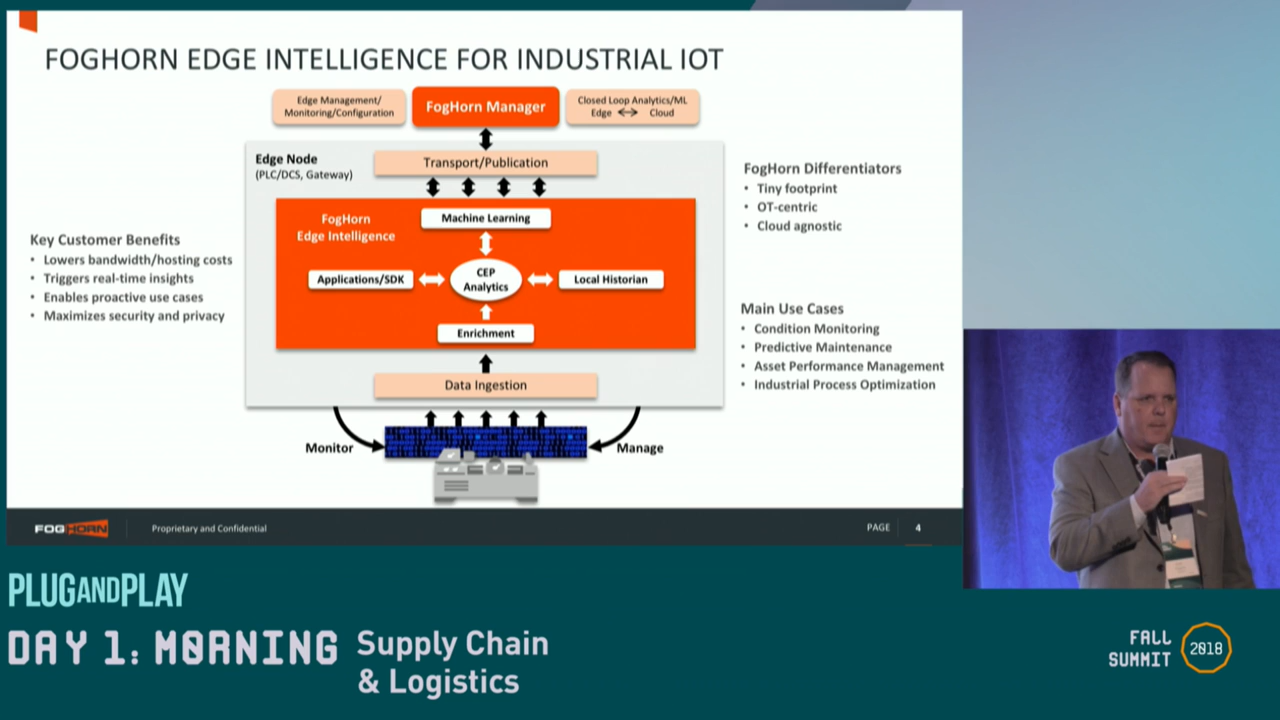 FOGHORN EDGE INTELLIGENCE FOR INDUSTRIAL IOT
Edge Management/
Monitoring/Configuration
FogHorn Manager
Closed Loop Analytics/ML
Edge Cloud
Edge Node
(PLC/DCS, Gateway)
Transport/Publication
FogHorn
Edge Intelligence
Machine Learning
Applications/SDK
CEP
Analytics
Local Historian
Enrichment
Data Ingestion
Monitor
Manage
Key Customer Benefits
• Lowers bandwidth/hosting costs
• Triggers real-time insights
• Enables proactive use cases
• Maximizes security and privacy
FogHorn Differentiators
• Tiny footprint
• OT-centric
• Cloud agnostic
Main Use Cases
• Condition Monitoring
• Predictive Maintenance
• Asset Performance Management
• Industrial Process Optimization
FOGHORN
Proprietary and Confidential
PAGE 4
PLUGANDPLAY
DAY 1: MORNING
Supply Chain
& Logistics
FALL
SUMMIT
2018